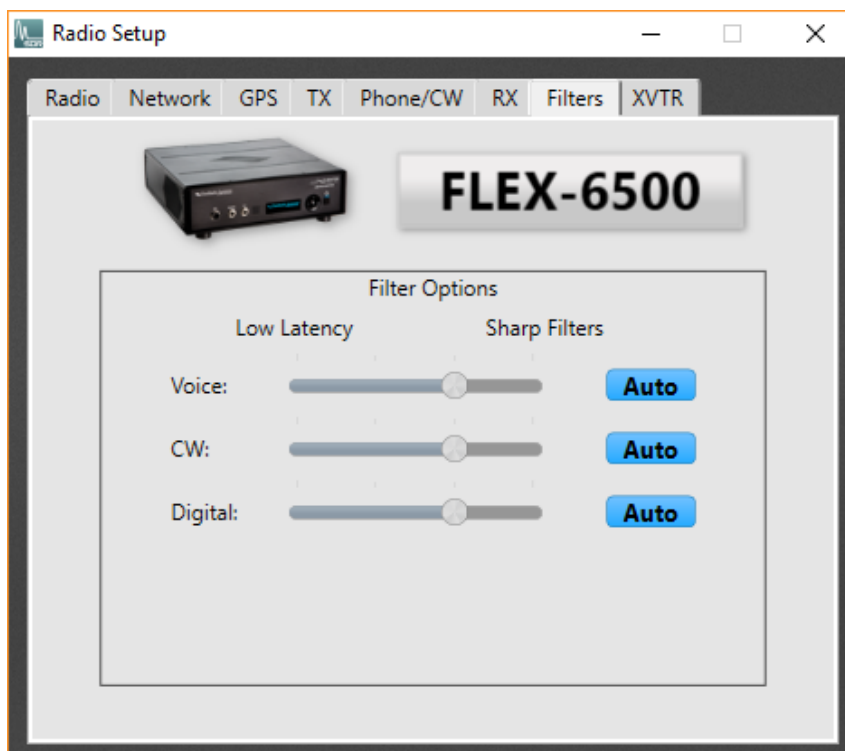 Radio Setup
Radio Network GPS TX Phone/CW RX Filters XVTR
FLEX-6500
Filter Options
Low Latency Sharp Filters
Voice: Auto
CW: Auto
Digital: Auto